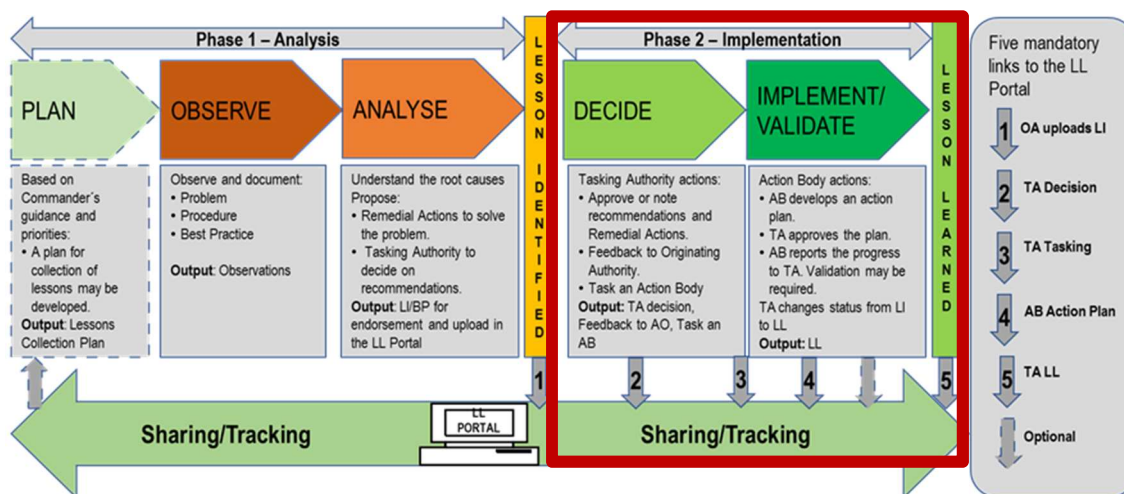 Phase 1 – Analysis
Phase 2 – Implementation
PLAN
OBSERVE
ANALYSE
LESSON IDENTIFIED
DECIDE
IMPLEMENT/
VALIDATE
LESSON LEARNED
Based on
Commander´s
guidance and
priorities:
• A plan for
collection of
lessons may be
developed.
Output: Lessons
Collection Plan
Observe and document:
• Problem
• Procedure
• Best Practice
Output: Observations
Understand the root causes
Propose:
• Remedial Actions to solve
the problem.
• Tasking Authority to
decide on
recommendations.
Output: LI/BP for
endorsement and upload in
the LL Portal
Tasking Authority actions:
• Approve or note
recommendations and
Remedial Actions.
• Feedback to Originating
Authority.
• Task an Action Body
Output: TA decision,
Feedback to AO, Task an
AB
Action Body actions:
• AB develops an action
plan.
• TA approves the plan.
• AB reports the progress
to TA. Validation may be
required.
TA changes status from LI
to LL
Output: LL
1
2
3
4
5
Sharing/Tracking
LL
PORTAL
Sharing/Tracking
Five mandatory
links to the LL
Portal
1 OA uploads LI
2 TA Decision
3 TA Tasking
4 AB Action Plan
5 TA LL
Optional